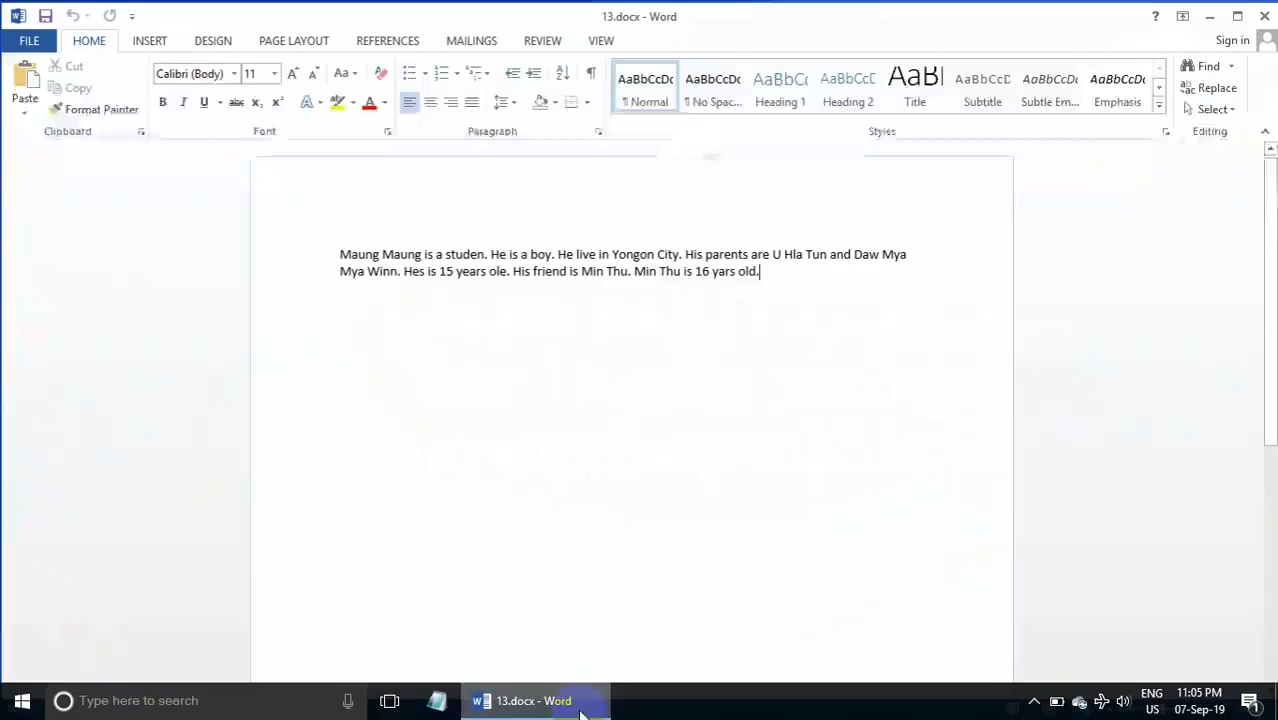 13.docx - Word
?
FILE HOME INSERT DESIGN PAGE LAYOUT REFERENCES MAILINGS REVIEW VIEW Sign in
Paste Cut Copy Format Painter
Calibri (Body) 11
AaBbCcDc AaBbCcDc AaBbC( AaBbCcD AaBl AaBbCcD AaBbCcDc AaBbCcDc
¶ Normal ¶ No Spac... Heading 1 Heading 2 Title Subtitle Subtle Em... Emphasis
Find Replace Select
Clipboard Font Paragraph Styles Editing
Maung Maung is a studen. He is a boy. He live in Yongon City. His parents are U Hla Tun and Daw Mya
Mya Winn. Hes is 15 years ole. His friend is Min Thu. Min Thu is 16 yars old.
Type here to search 13.docx - Word ENG US 11:05 PM 07-Sep-19